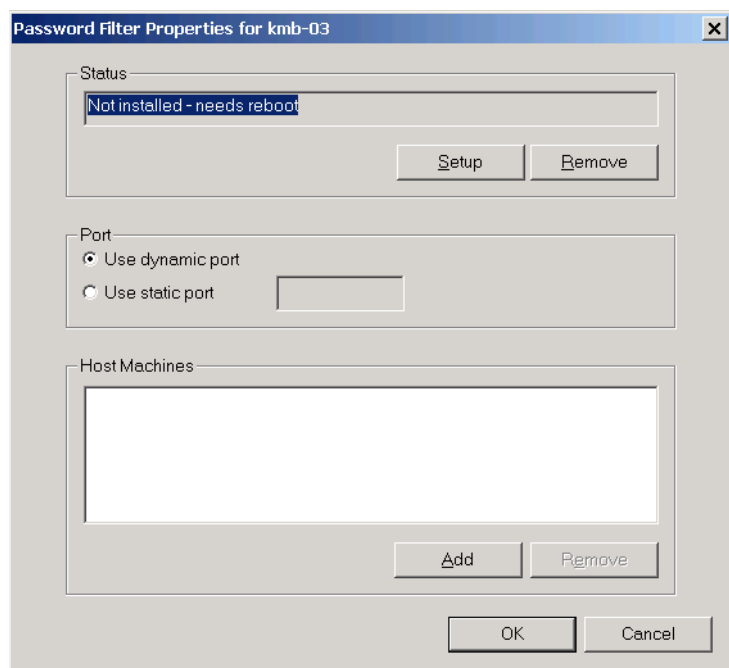 Password Filter Properties for kmb-03
Status
Not installed - needs reboot
Setup Remove
Port
Use dynamic port
Use static port
Host Machines
Add Remove
OK Cancel